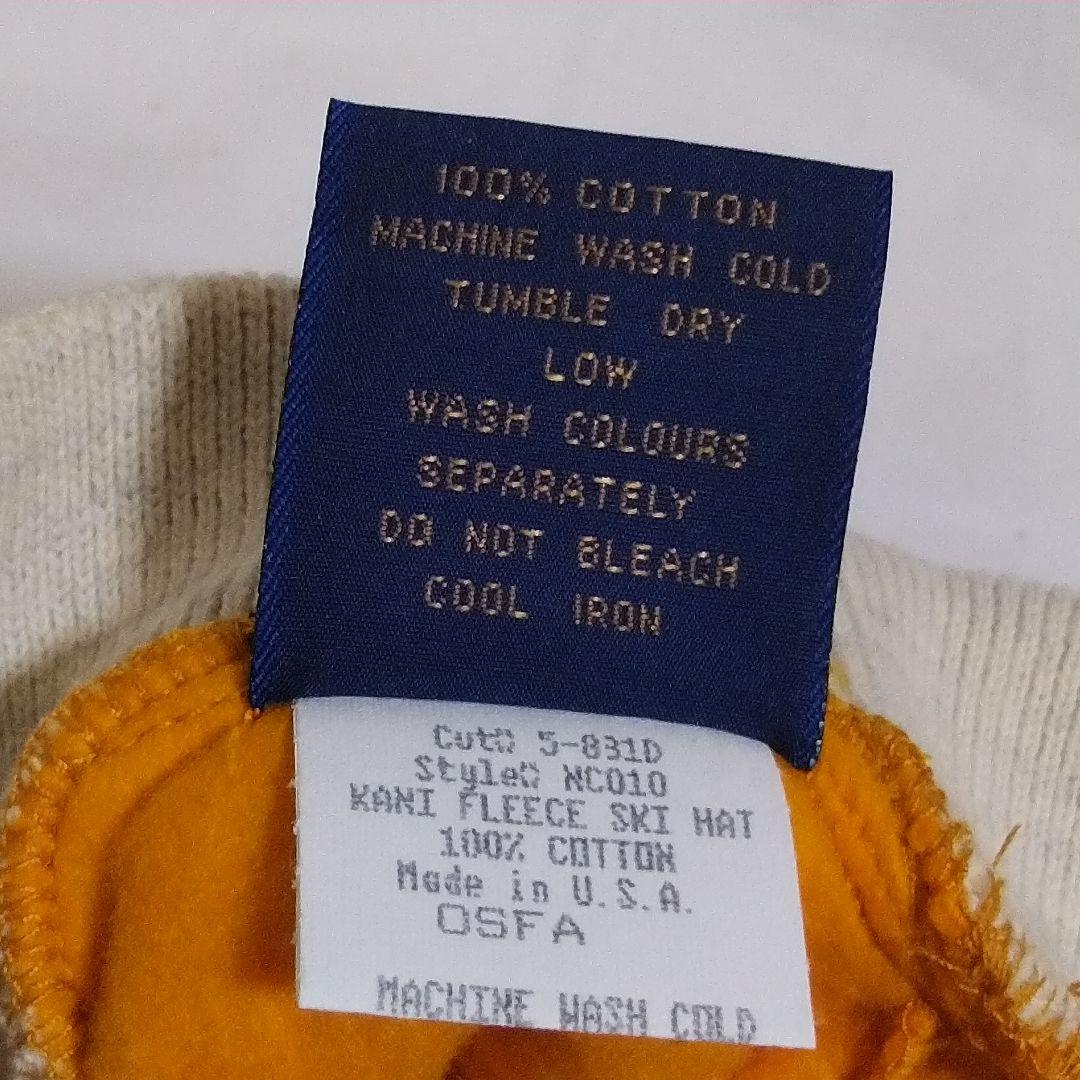 100% COTTON
MACHINE WASH COLD
TUMBLE DRY
LOW
WASH COLOURS
SEPARATELY
DO NOT BLEACH
COOL IRON
Cut# 5-831D
Style# NC010
KANI FLEECE SKI HAT
100% COTTON
Made in U.S.A.
OSFA
MACHINE WASH COLD